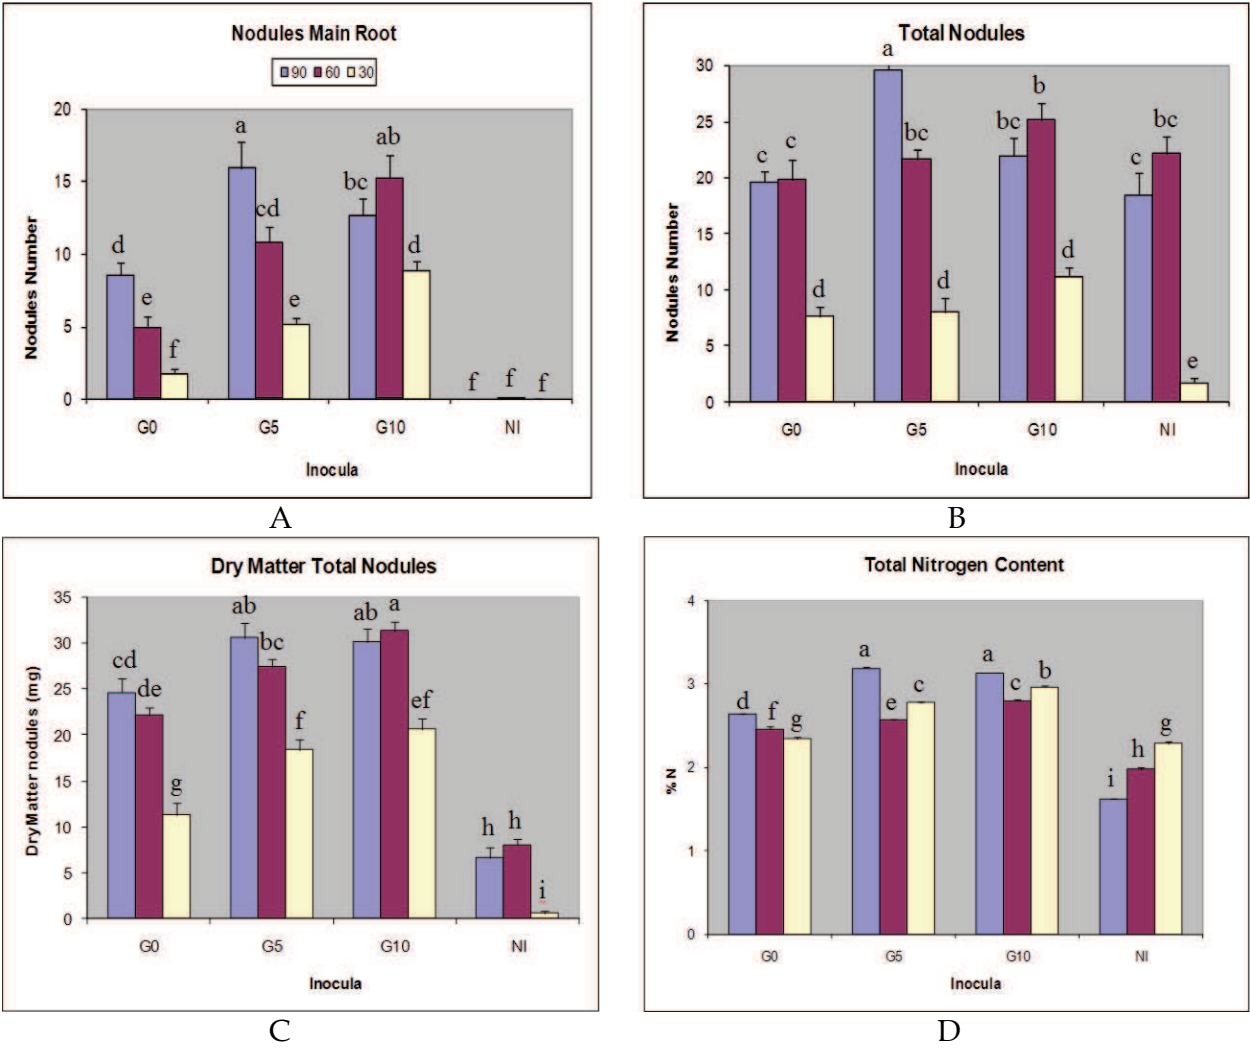 Nodules Main Root
90 60 30
20
15
10
5
0
Nodules Number
d e f
a cd e
bc ab d
f f f
G0 G5 G10 NI
Inocula
A
Total Nodules
30
25
20
15
10
5
0
Nodules Number
c c d
a bc d
bc b d
c bc e
G0 G5 G10 NI
Inocula
B
Dry Matter Total Nodules
35
30
25
20
15
10
5
0
DryMatter nodules (mg)
cd de g
ab bc f
ab a ef
h h i
G0 G5 G10 NI
Inocula
C
Total Nitrogen Content
4
3
2
1
0
% N
d f g
a e c
a c b
i h g
G0 G5 G10 NI
Inocula
D